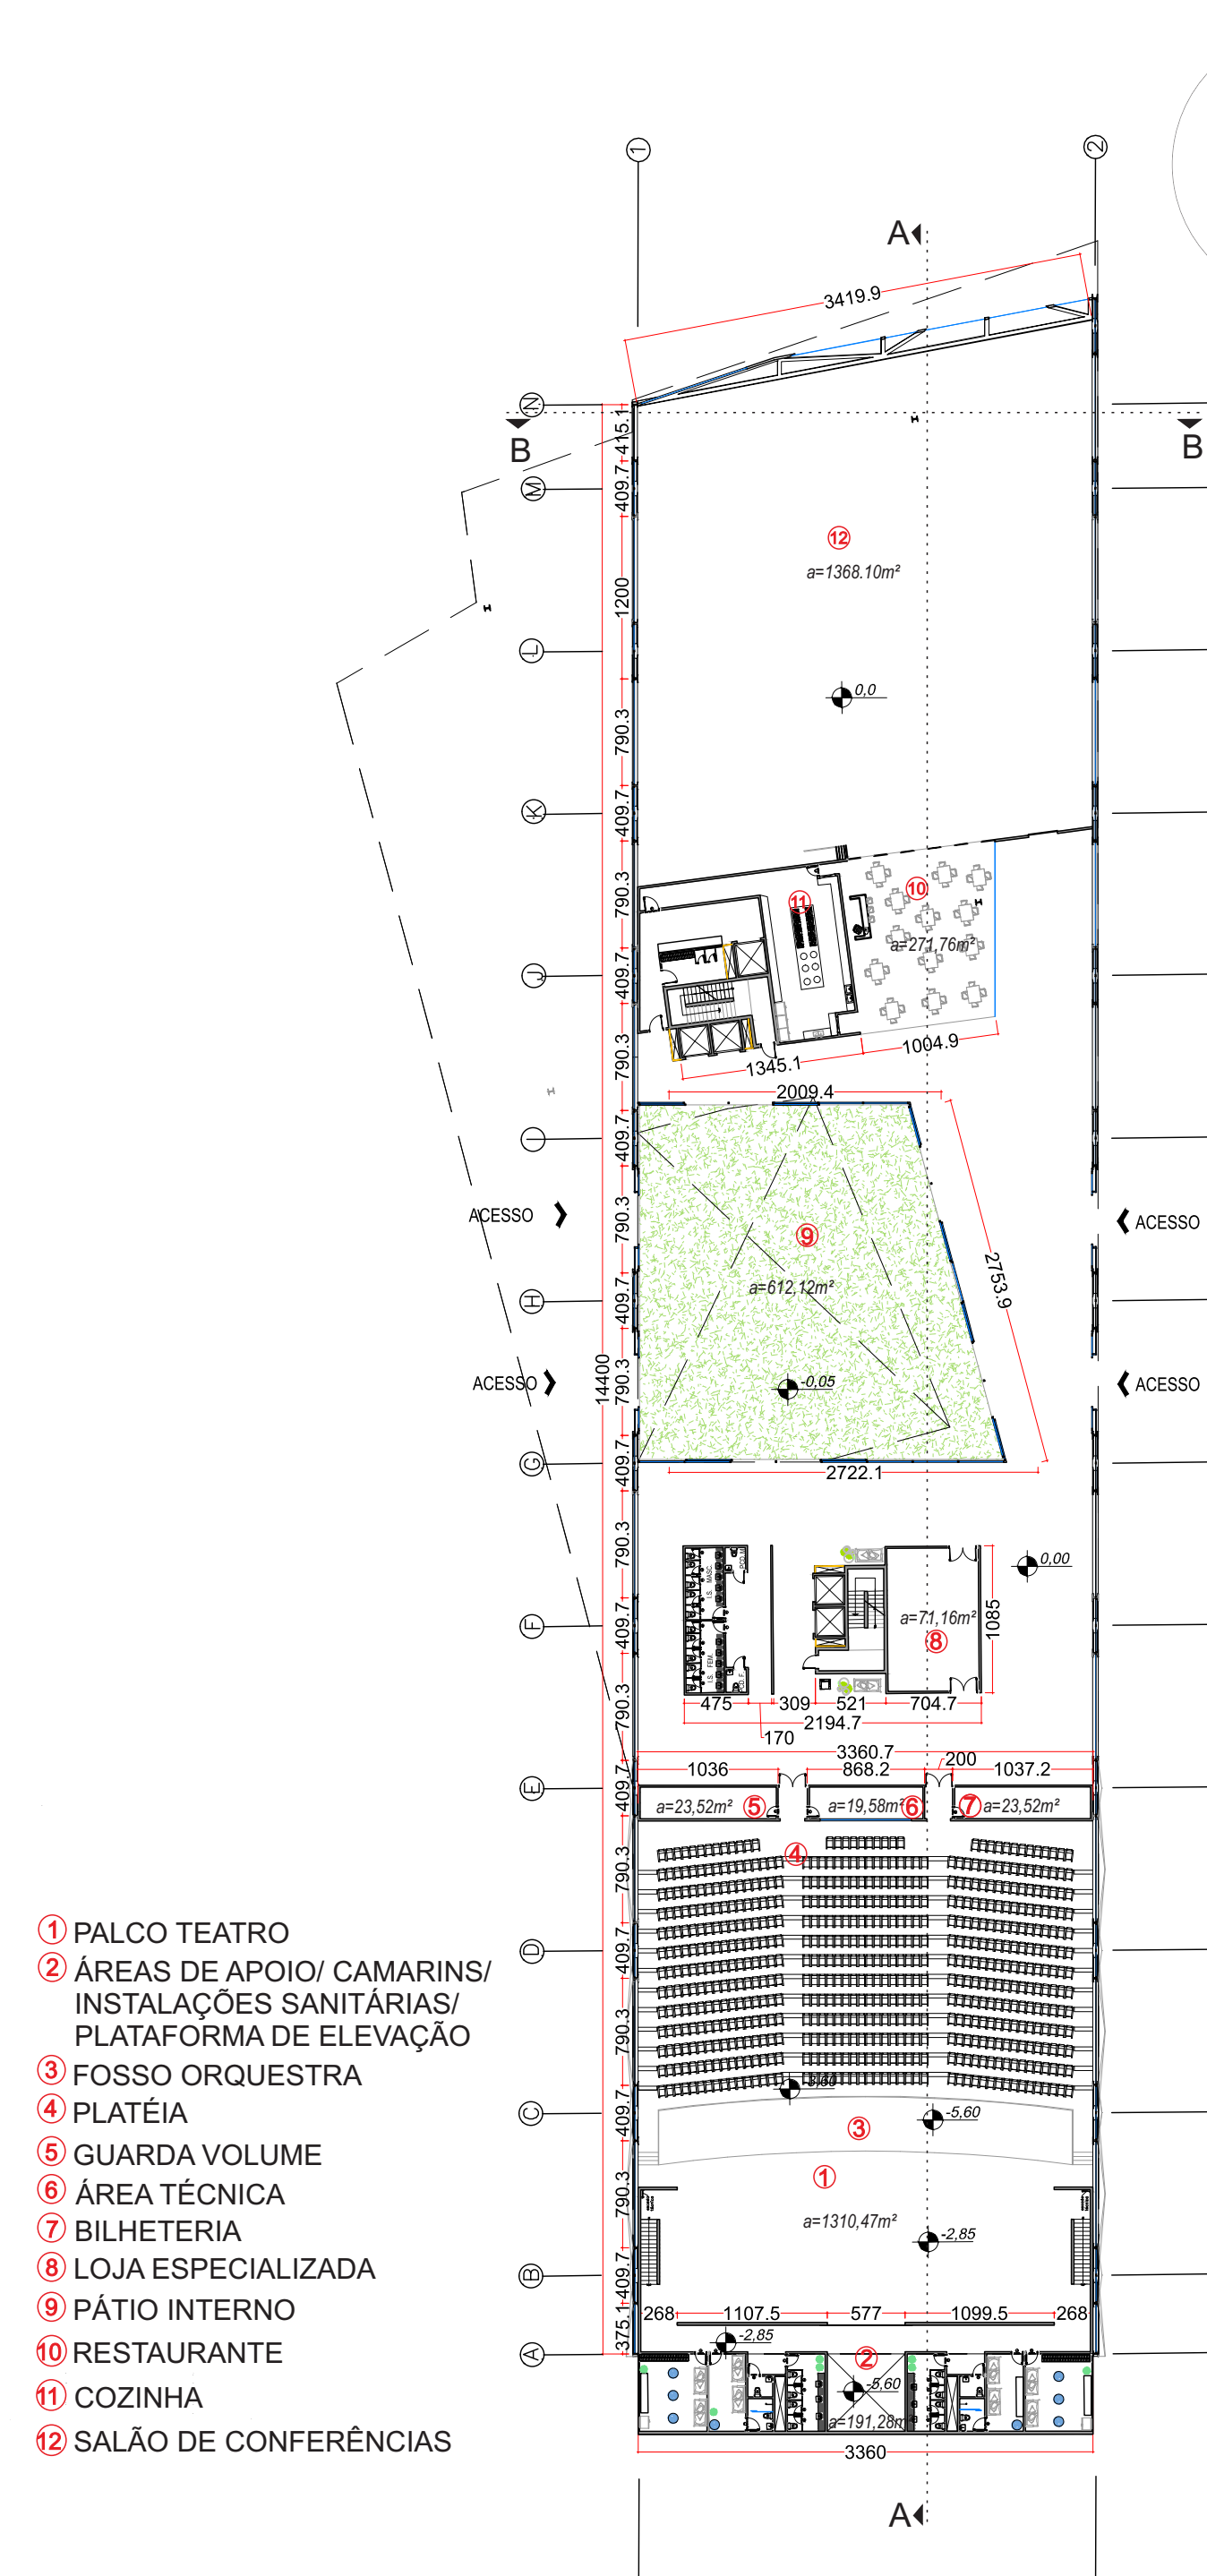 1
2
A
3419.9
N
B
B
415.1
M
409.7
12
a=1368.10m²
1200
L
0,0
790.3
K
409.7
790.3
11
10
a=271,76m²
J
409.7
790.3
1345.1
1004.9
2009.4
I
409.7
ACESSO
790.3
ACESSO
9
2753.9
a=612,12m²
H
409.7
14400
790.3
ACESSO
-0,05
ACESSO
G
409.7
2722.1
790.3
0,00
PCD.M
I.S. MASC.
F
409.7
a=71,16m²
8
1085
I.S. FEM.
790.3
475
309
521
704.7
2194.7
170
3360.7
200
1036
868.2
1037.2
E
409.7
a=23,52m²
5
a=19,58m²
6
7
a=23,52m²
4
790.3
D
409.7
790.3
C
409.7
-5,60
3
1
790.3
a=1310,47m²
-2,85
B
409.7
375.1
268
1107.5
577
1099.5
268
-2,85
A
2
-5,60
a=191,28m²
3360
A
1 PALCO TEATRO
2 ÁREAS DE APOIO/ CAMARINS/
INSTALAÇÕES SANITÁRIAS/
PLATAFORMA DE ELEVAÇÃO
3 FOSSO ORQUESTRA
4 PLATÉIA
5 GUARDA VOLUME
6 ÁREA TÉCNICA
7 BILHETERIA
8 LOJA ESPECIALIZADA
9 PÁTIO INTERNO
10 RESTAURANTE
11 COZINHA
12 SALÃO DE CONFERÊNCIAS